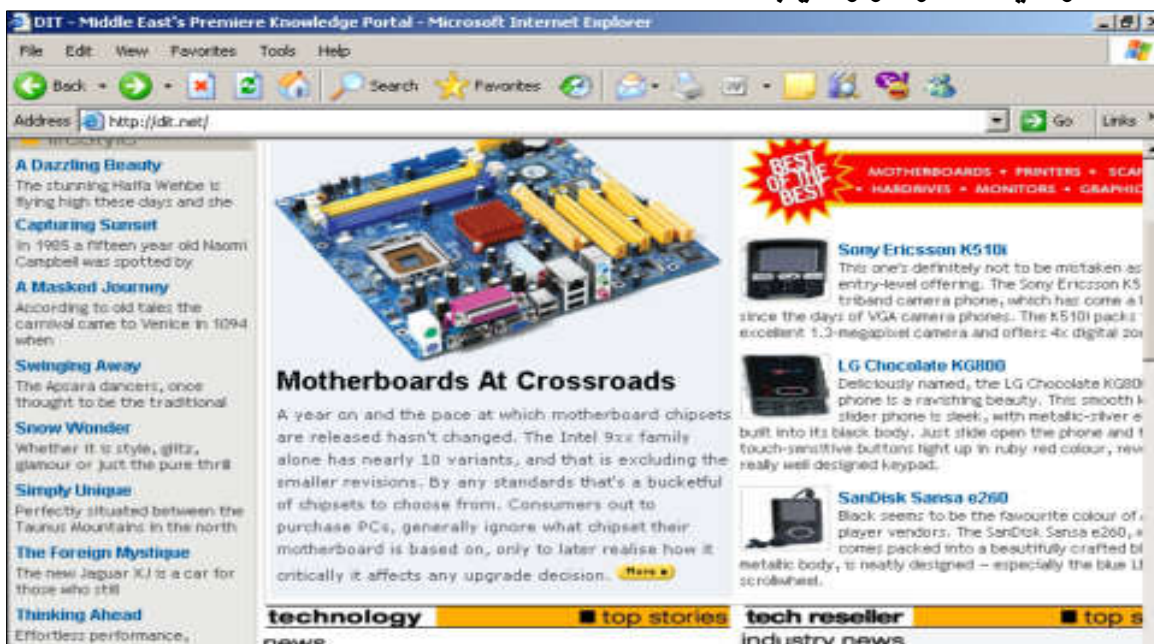 DIT - Middle East's Premiere Knowledge Portal - Microsoft Internet Explorer
File Edit View Favorites Tools Help
Back Search Favorites
Address http://dit.net/ Go Links
A Dazzling Beauty
The stunning Haifa Wehbe is
flying high these days and she
Capturing Sunset
In 1985 a fifteen year old Naomi
Campbell was spotted by
A Masked Journey
According to old tales the
carnival came to Venice in 1094
when
Swinging Away
The Apsara dancers, once
thought to be the traditional
Snow Wonder
Whether it is style, glitz,
glamour or just the pure thrill
Simply Unique
Perfectly situated between the
Taunus Mountains in the north
The Foreign Mystique
The new Jaguar XJ is a car for
those who still
Thinking Ahead
Effortless performance,
Motherboards At Crossroads
A year on and the pace at which motherboard chipsets
are released hasn't changed. The Intel 9xx family
alone has nearly 10 variants, and that is excluding the
smaller revisions. By any standards that's a bucketful
of chipsets to choose from. Consumers out to
purchase PCs, generally ignore what chipset their
motherboard is based on, only to later realise how it
critically it affects any upgrade decision. More
technology top stories
news
BEST OF THE BEST
MOTHERBOARDS • PRINTERS • SCAN
• HARDRIVES • MONITORS • GRAPHIC
Sony Ericsson K510i
This one's definitely not to be mistaken as
entry-level offering. The Sony Ericsson K5
triband camera phone, which has come a l
since the days of VGA camera phones. The K510i packs
excellent 1.3-megapixel camera and offers 4x digital zoo
LG Chocolate KG800
Deliciously named, the LG Chocolate KG800
phone is a ravishing beauty. This smooth
slider phone is sleek, with metallic-silver e
built into its black body. Just slide open the phone and t
touch-sensitive buttons light up in ruby red colour, reve
really well designed keypad.
SanDisk Sansa e260
Black seems to be the favourite colour of
player vendors. The SanDisk Sansa e260,
comes packed into a beautifully crafted bl
metallic body, is neatly designed – especially the blue
scrollwheel.
tech reseller top s
industry news